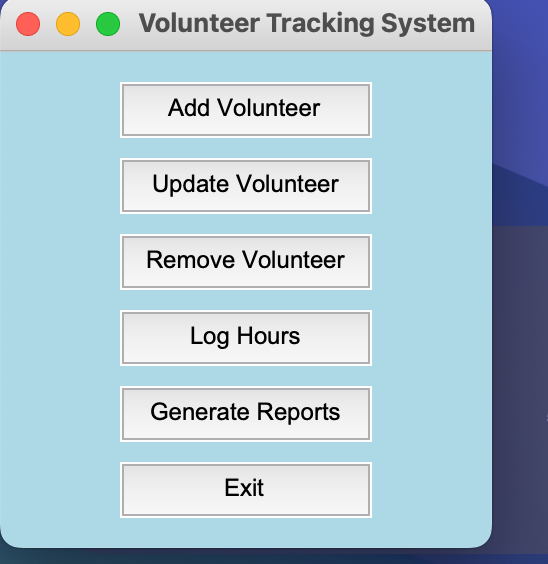 Volunteer Tracking System
Add Volunteer
Update Volunteer
Remove Volunteer
Log Hours
Generate Reports
Exit